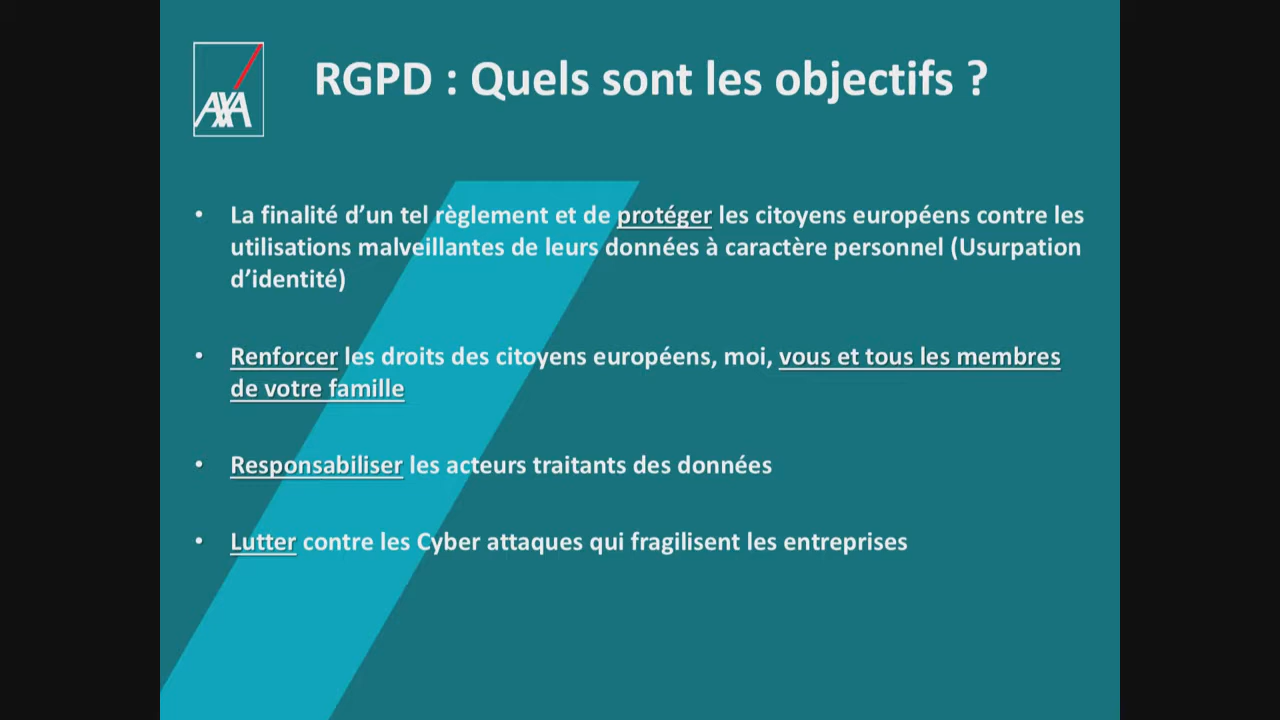 AXA
RGPD : Quels sont les objectifs ?
• La finalité d’un tel règlement et de protéger les citoyens européens contre les
utilisations malveillantes de leurs données à caractère personnel (Usurpation
d’identité)
• Renforcer les droits des citoyens européens, moi, vous et tous les membres
de votre famille
• Responsabiliser les acteurs traitants des données
• Lutter contre les Cyber attaques qui fragilisent les entreprises